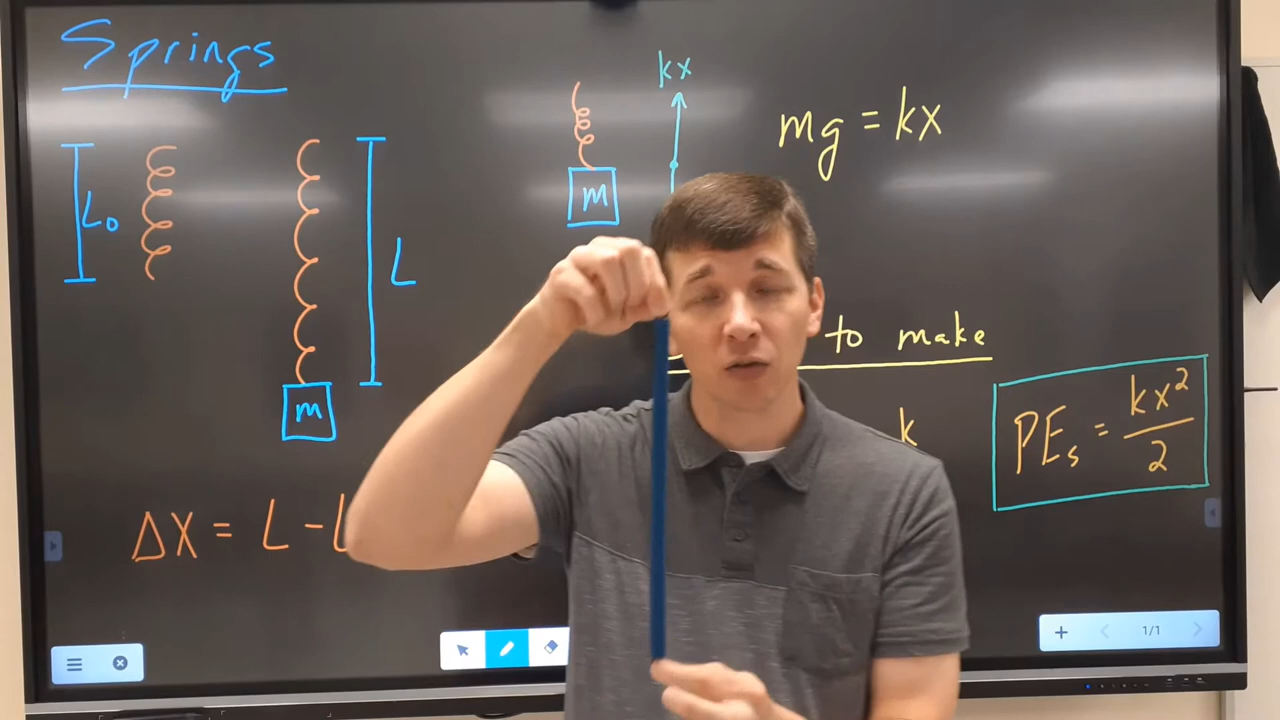 Springs
L₀
L
m
ΔX = L -
m
kx
mg = kx
to make
k
PEₛ = kx²/2
1/1